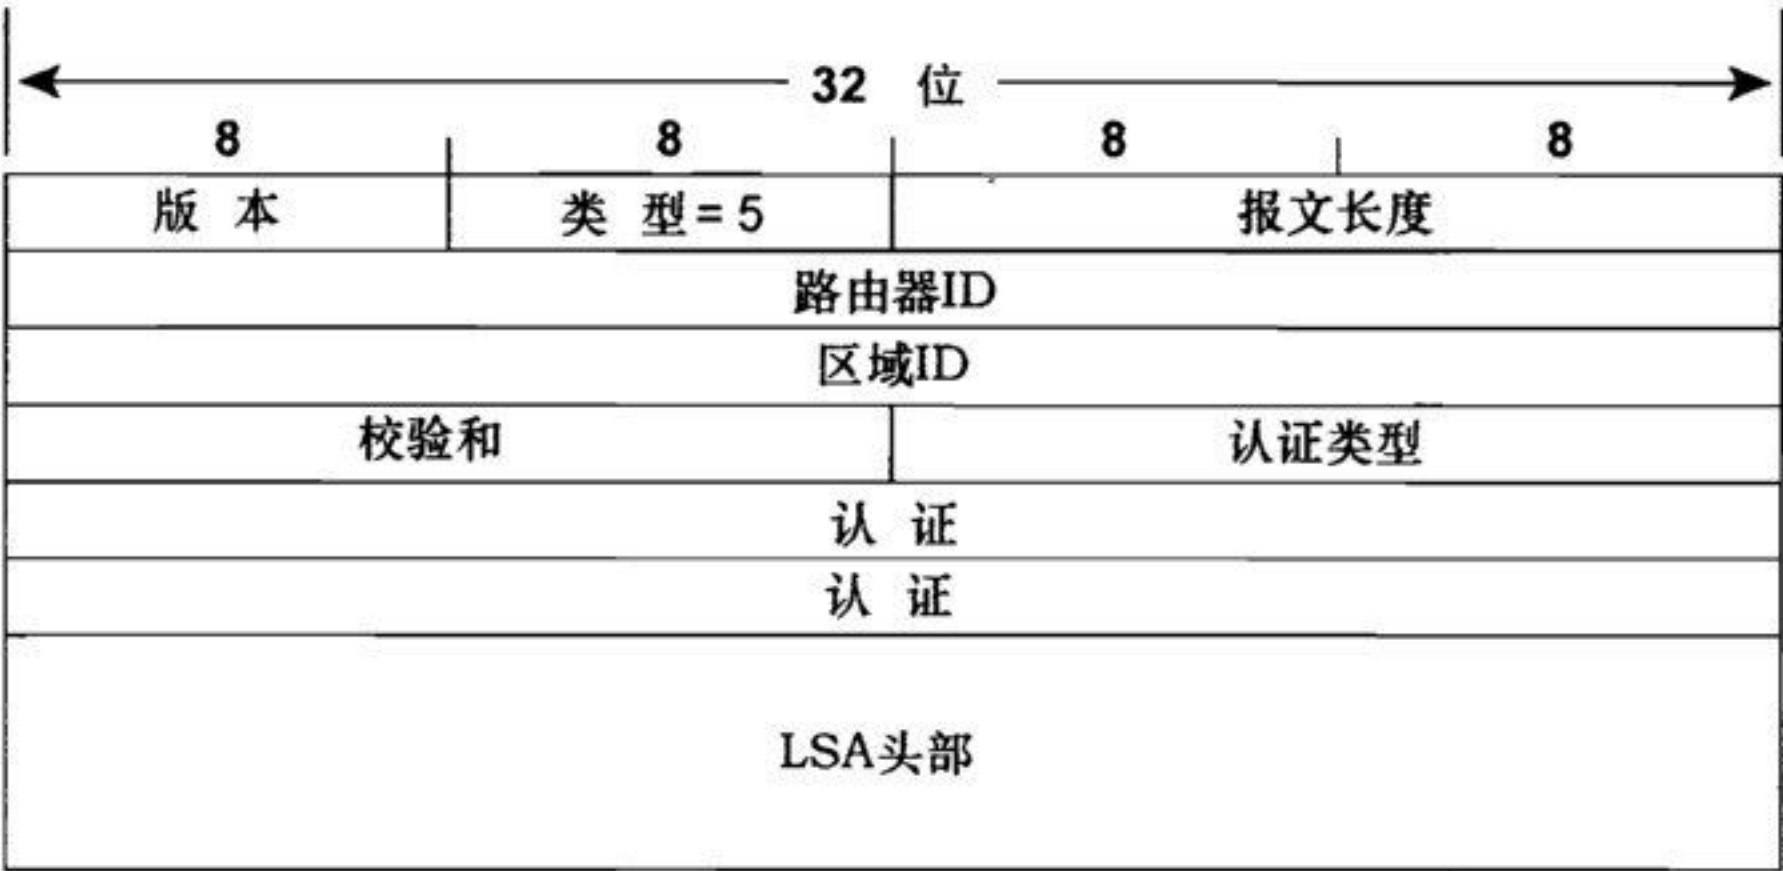 32 位
8 8 8 8
版 本 类 型=5 报文长度
路由器ID
区域ID
校验和 认证类型
认 证
认 证
LSA头部